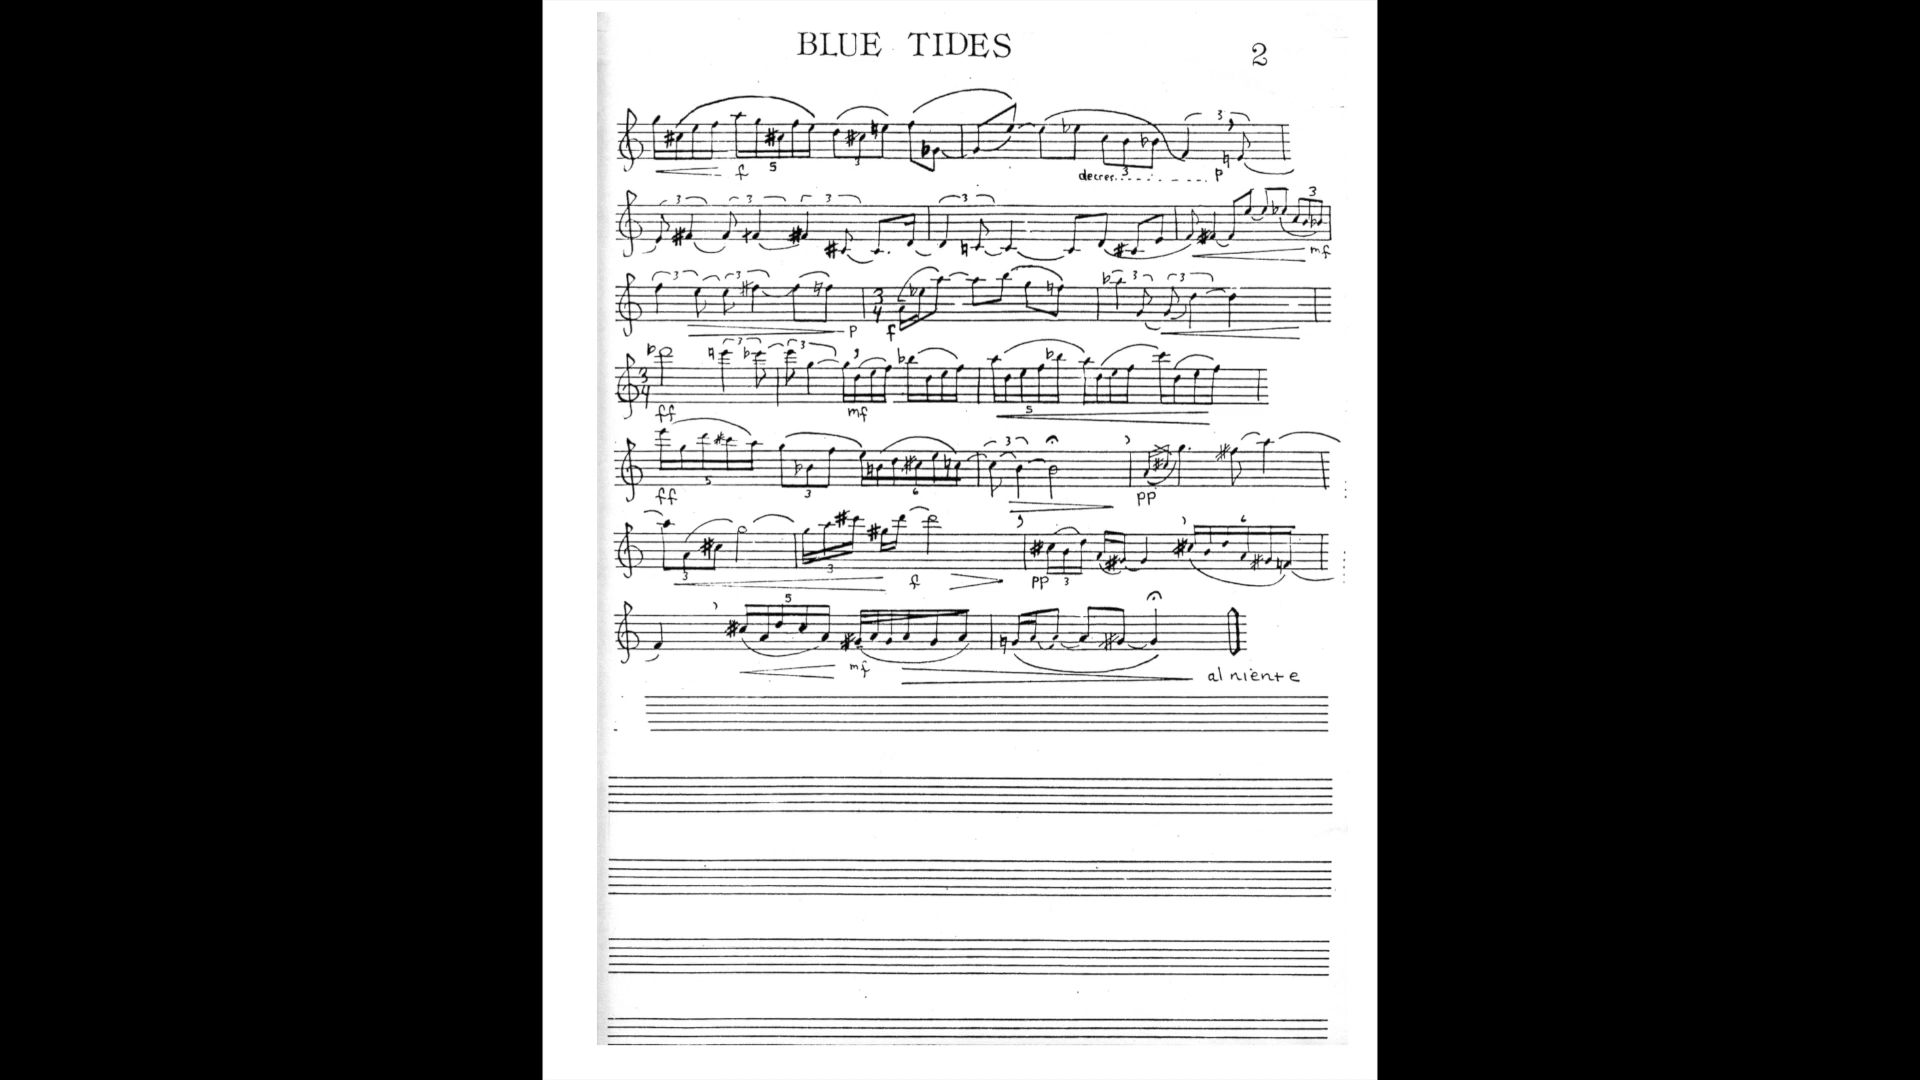 BLUE TIDES
2
3
f 5 3
decres. 3 p
3 3 3 3 3
mf
3 3 3 3
3
4
p f
3 3
3
4
ff mf 5
3
ff 5 3 6 pp
6
3 3 f pp 3
5
mf
al niente